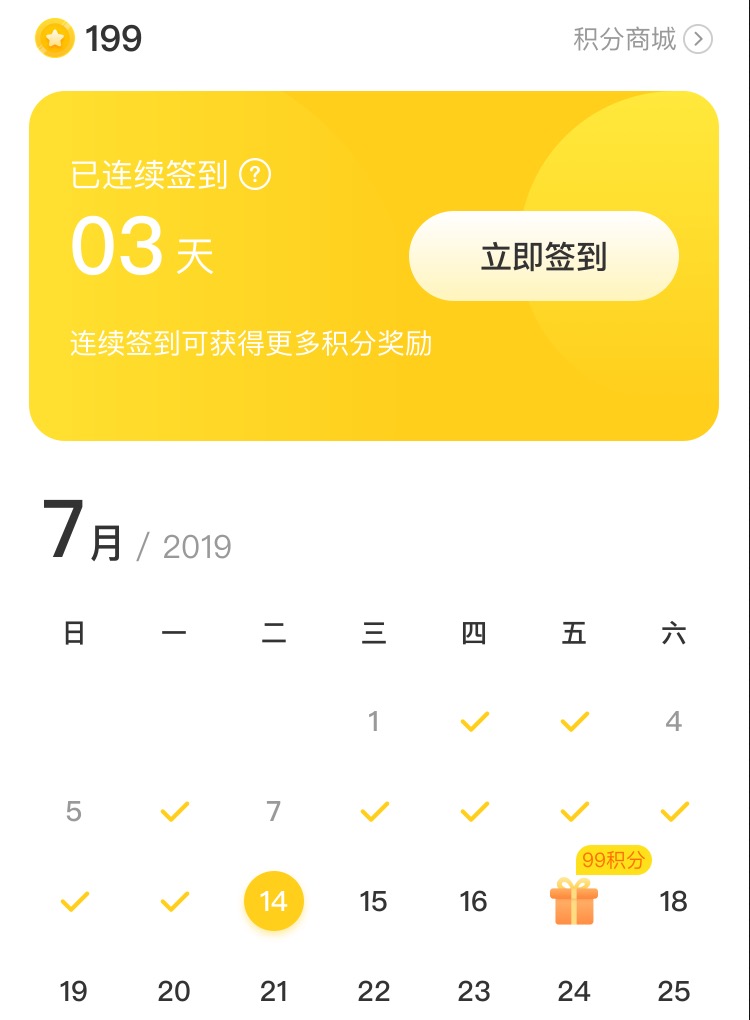 199 积分商城
已连续签到 ?
03 天
立即签到
连续签到可获得更多积分奖励
7月 / 2019
日 一 二 三 四 五 六
1 4
5 7
99积分
14 15 16 18
19 20 21 22 23 24 25